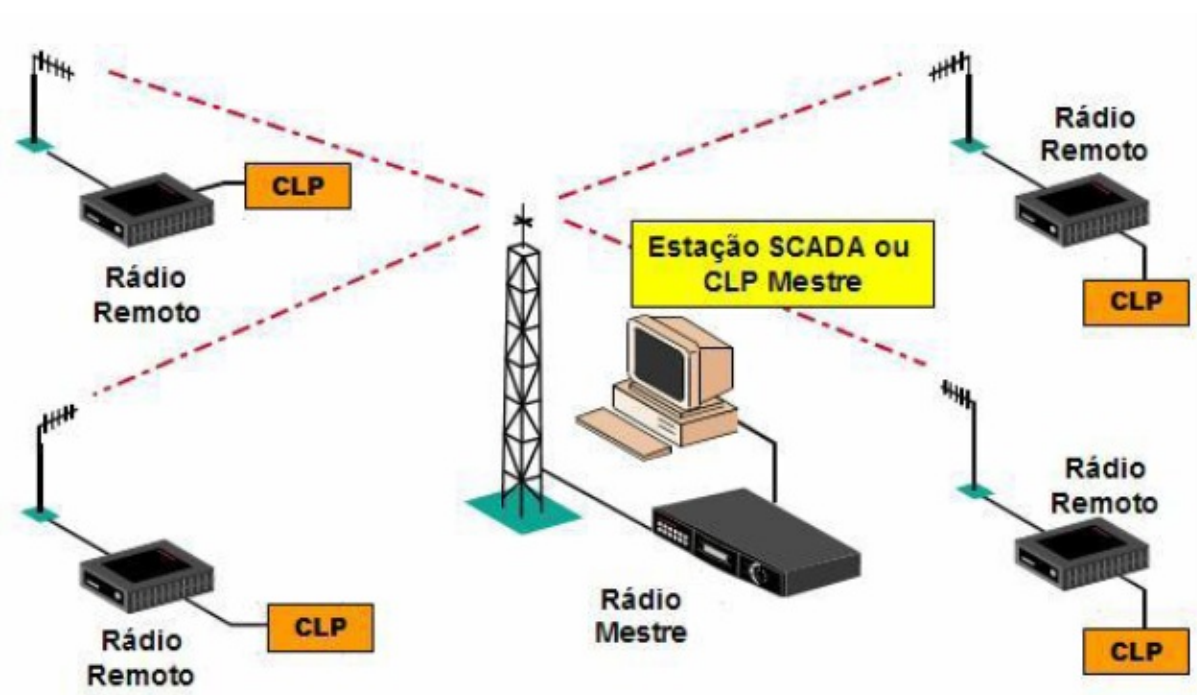 Rádio
Remoto
CLP
Estação SCADA ou
CLP Mestre
CLP
Rádio
Remoto
CLP
Rádio
Remoto
CLP
Rádio
Mestre
Rádio
Remoto
CLP